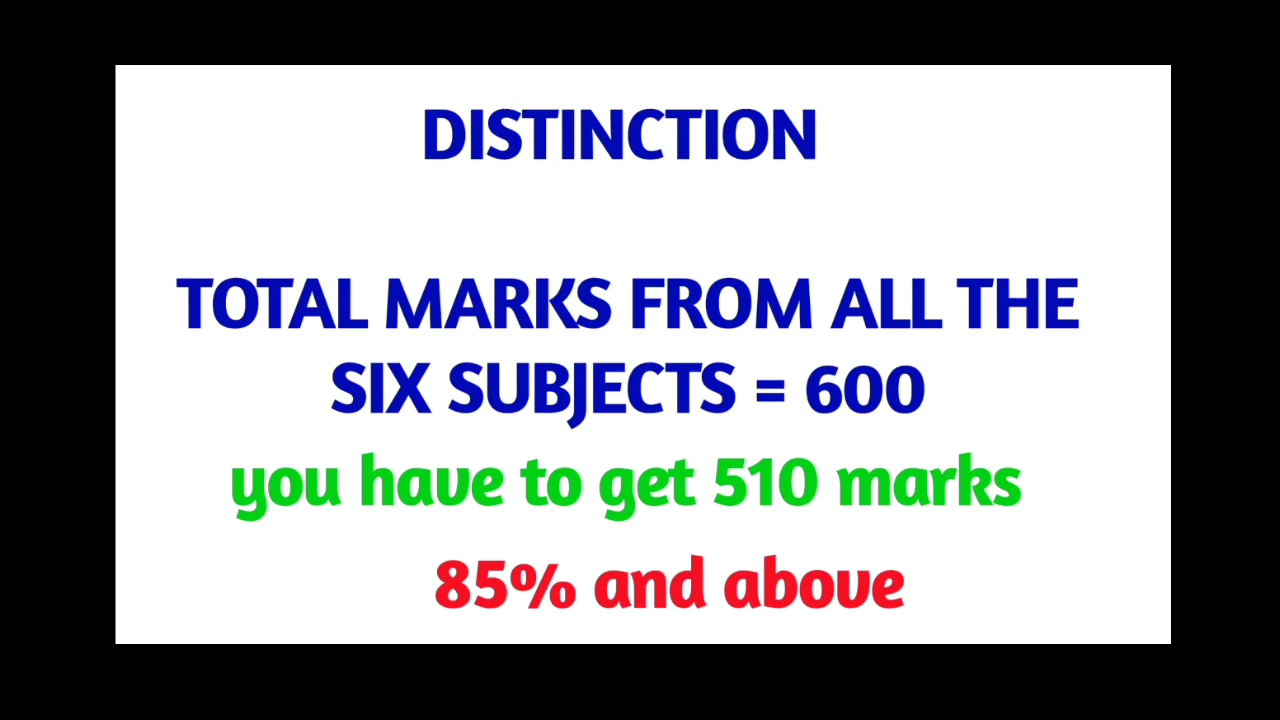 DISTINCTION
TOTAL MARKS FROM ALL THE
SIX SUBJECTS = 600
you have to get 510 marks
85% and above